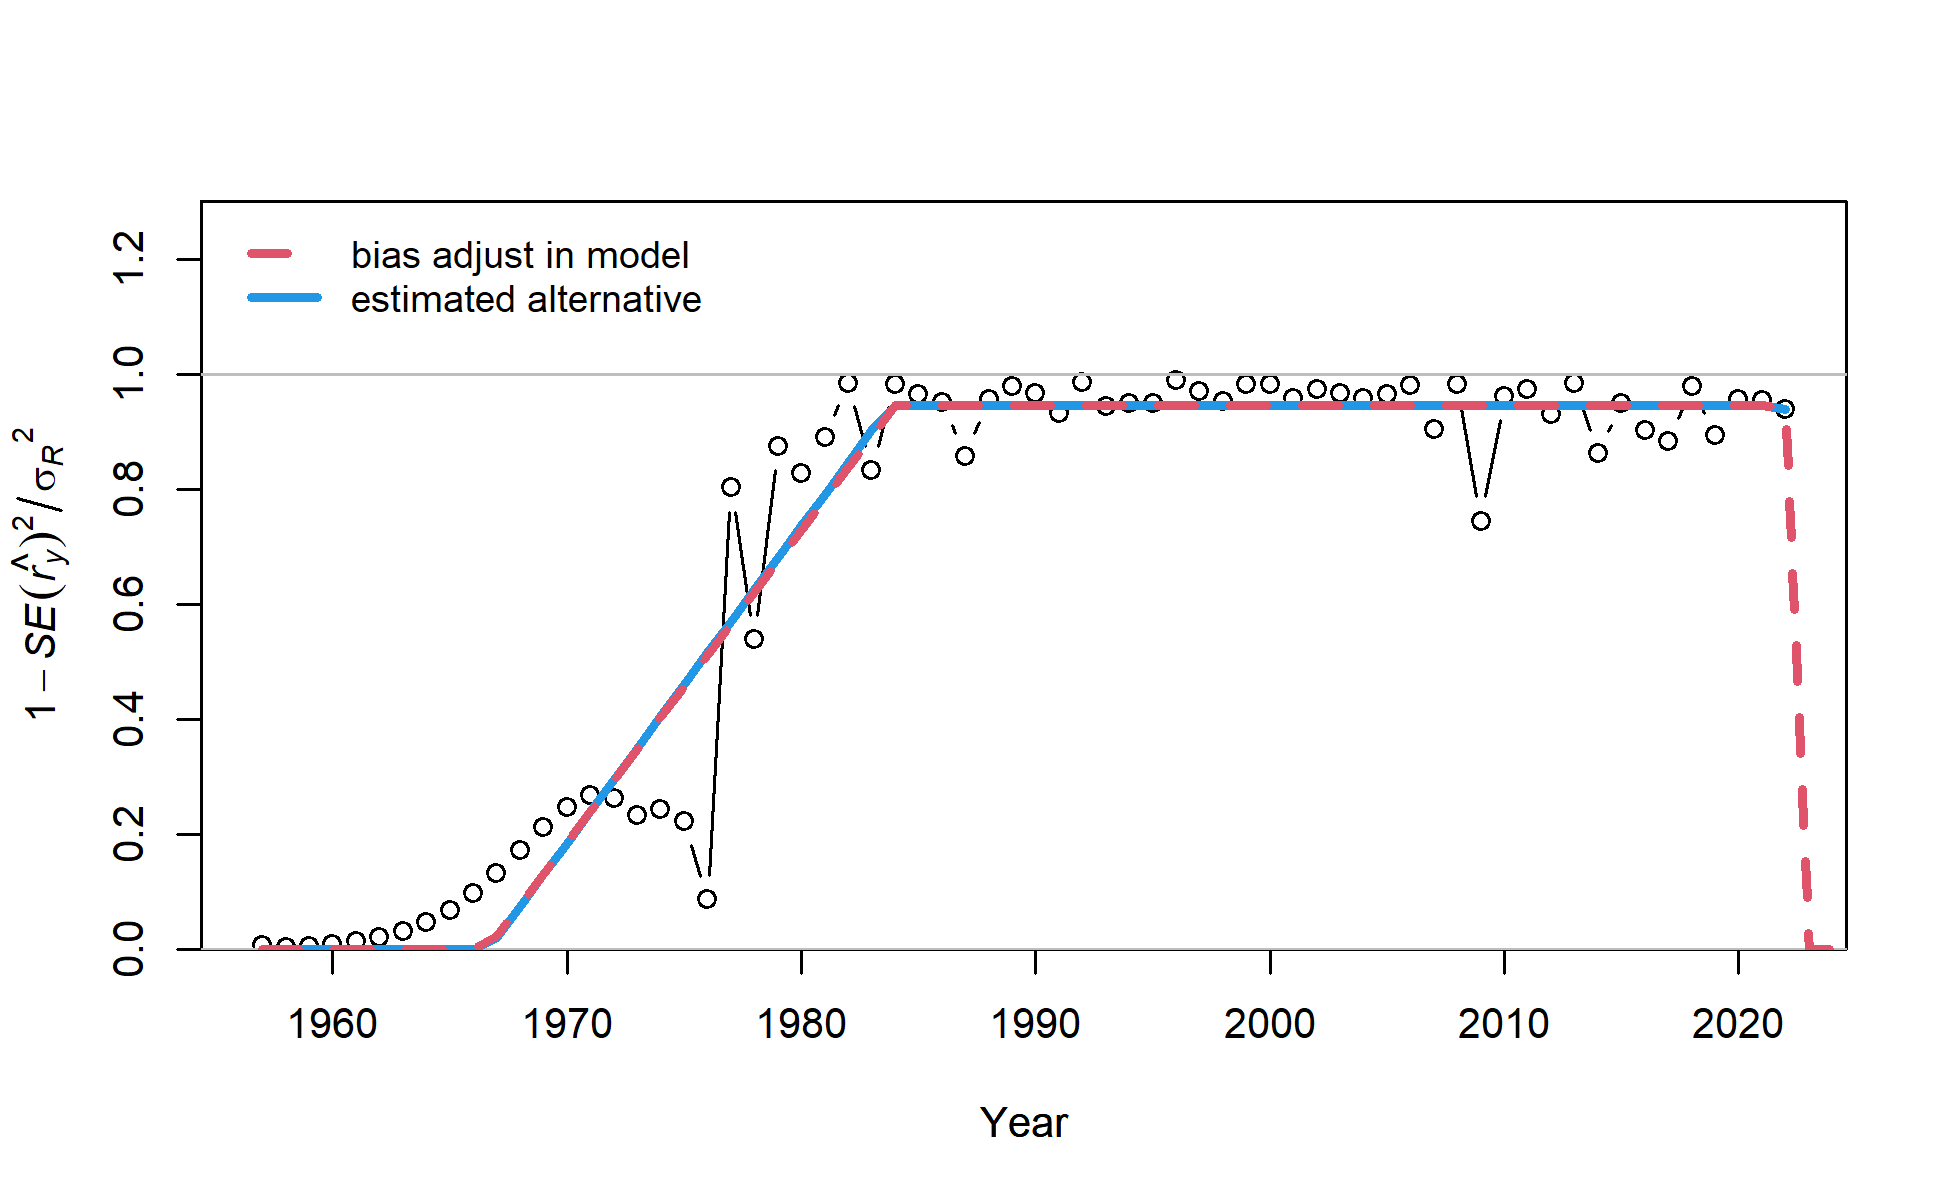 bias adjust in model
estimated alternative
1.2
1.0
0.8
0.6
0.4
0.2
0.0
1 − SE(r̂y)²/σR²
1960 1970 1980 1990 2000 2010 2020
Year